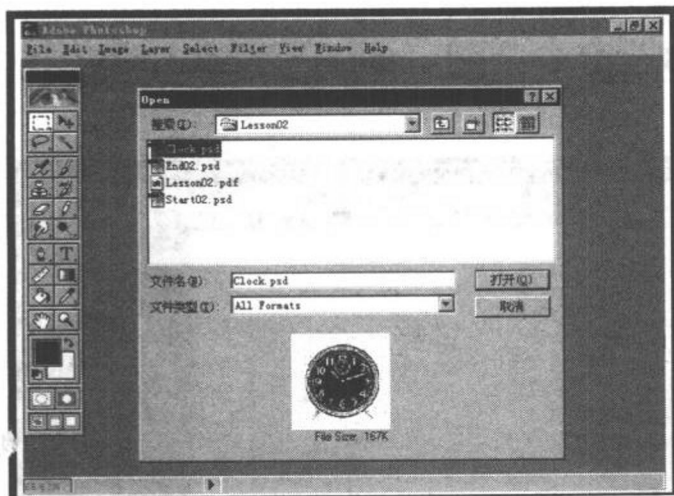 Adobe Photoshop
File Edit Image Layer Select Filter View Window Help
Open
搜索(I): Lesson02
Clock.psd
End02.psd
Lesson02.pdf
Start02.psd
文件名(N): Clock.psd 打开(O)
文件类型(T): All Formats 取消
File Size: 167K